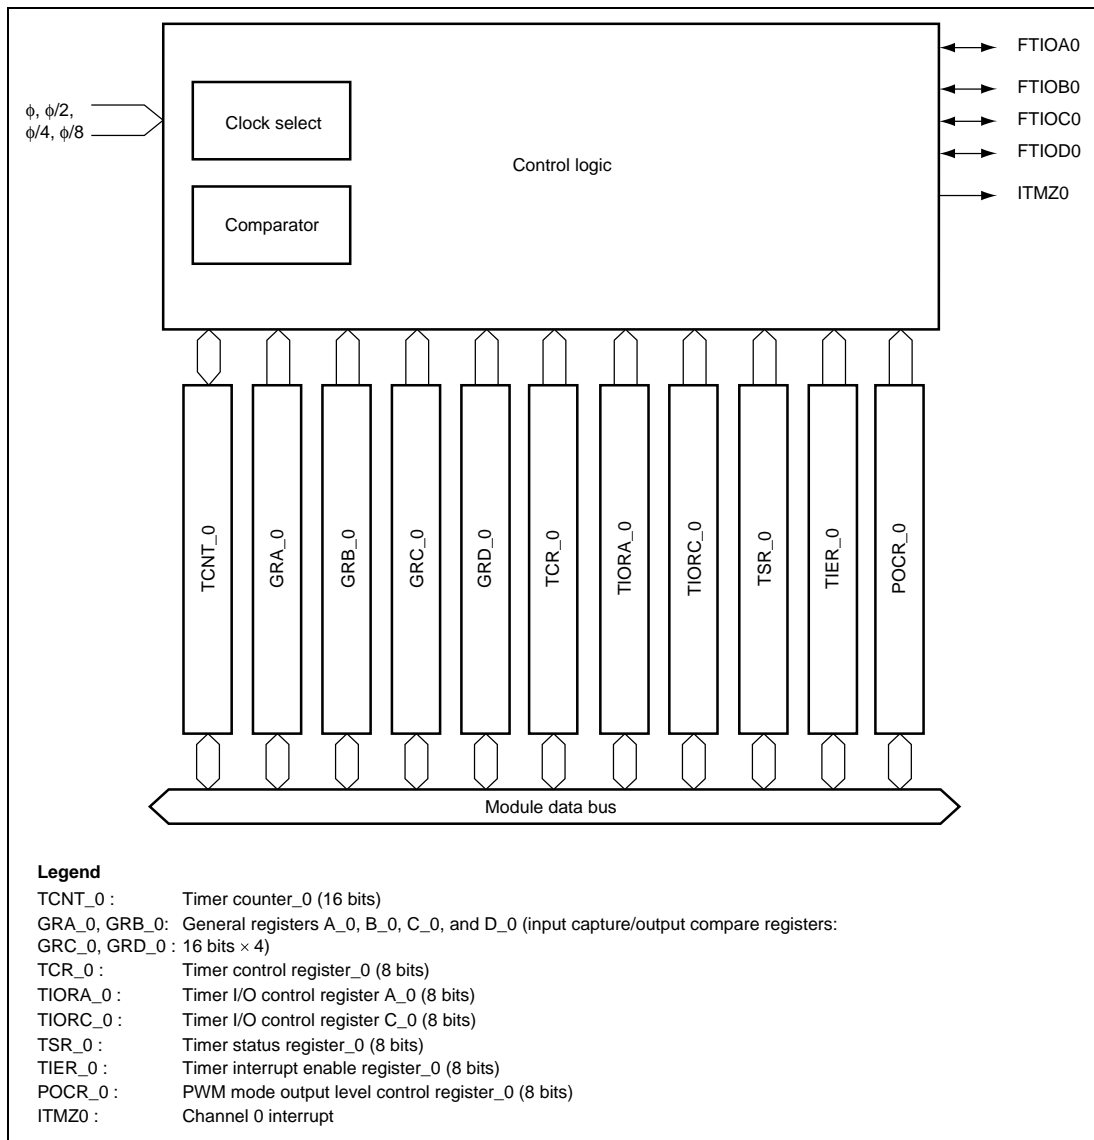 FTIOA0
ϕ, ϕ/2,
ϕ/4, ϕ/8
Clock select
FTIOB0
FTIOC0
FTIOD0
Control logic
ITMZ0
Comparator
TCNT_0
GRA_0
GRB_0
GRC_0
GRD_0
TCR_0
TIORA_0
TIORC_0
TSR_0
TIER_0
POCR_0
Module data bus
Legend
TCNT_0 : Timer counter_0 (16 bits)
GRA_0, GRB_0: General registers A_0, B_0, C_0, and D_0 (input capture/output compare registers:
GRC_0, GRD_0 : 16 bits × 4)
TCR_0 : Timer control register_0 (8 bits)
TIORA_0 : Timer I/O control register A_0 (8 bits)
TIORC_0 : Timer I/O control register C_0 (8 bits)
TSR_0 : Timer status register_0 (8 bits)
TIER_0 : Timer interrupt enable register_0 (8 bits)
POCR_0 : PWM mode output level control register_0 (8 bits)
ITMZ0 : Channel 0 interrupt